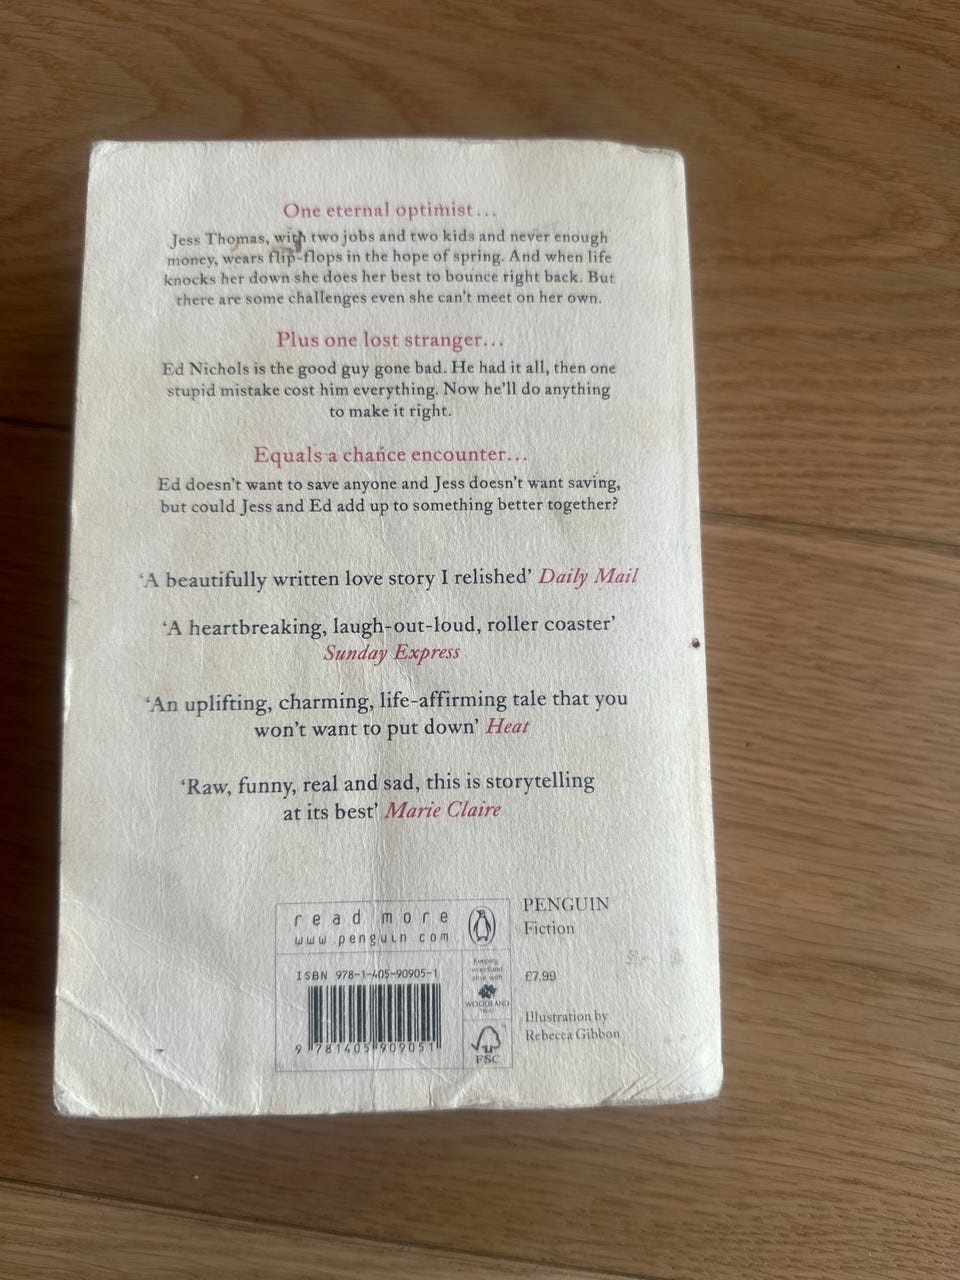 One eternal optimist...
Jess Thomas, with two jobs and two kids and never enough
money, wears flip-flops in the hope of spring. And when life
knocks her down she does her best to bounce right back. But
there are some challenges even she can't meet on her own.
Plus one lost stranger...
Ed Nichols is the good guy gone bad. He had it all, then one
stupid mistake cost him everything. Now he'll do anything
to make it right.
Equals a chance encounter...
Ed doesn't want to save anyone and Jess doesn't want saving,
but could Jess and Ed add up to something better together?
'A beautifully written love story I relished' Daily Mail
'A heartbreaking, laugh-out-loud, roller coaster'
Sunday Express
'An uplifting, charming, life-affirming tale that you
won't want to put down' Heat
'Raw, funny, real and sad, this is storytelling
at its best' Marie Claire
read more
www.penguin.com
ISBN 978-1-405-90905-1
9 781405 909051
Keeping
woodland
alive with
WOODLAND
TRUST
FSC
PENGUIN
Fiction
£7.99
Illustration by
Rebecca Gibbon